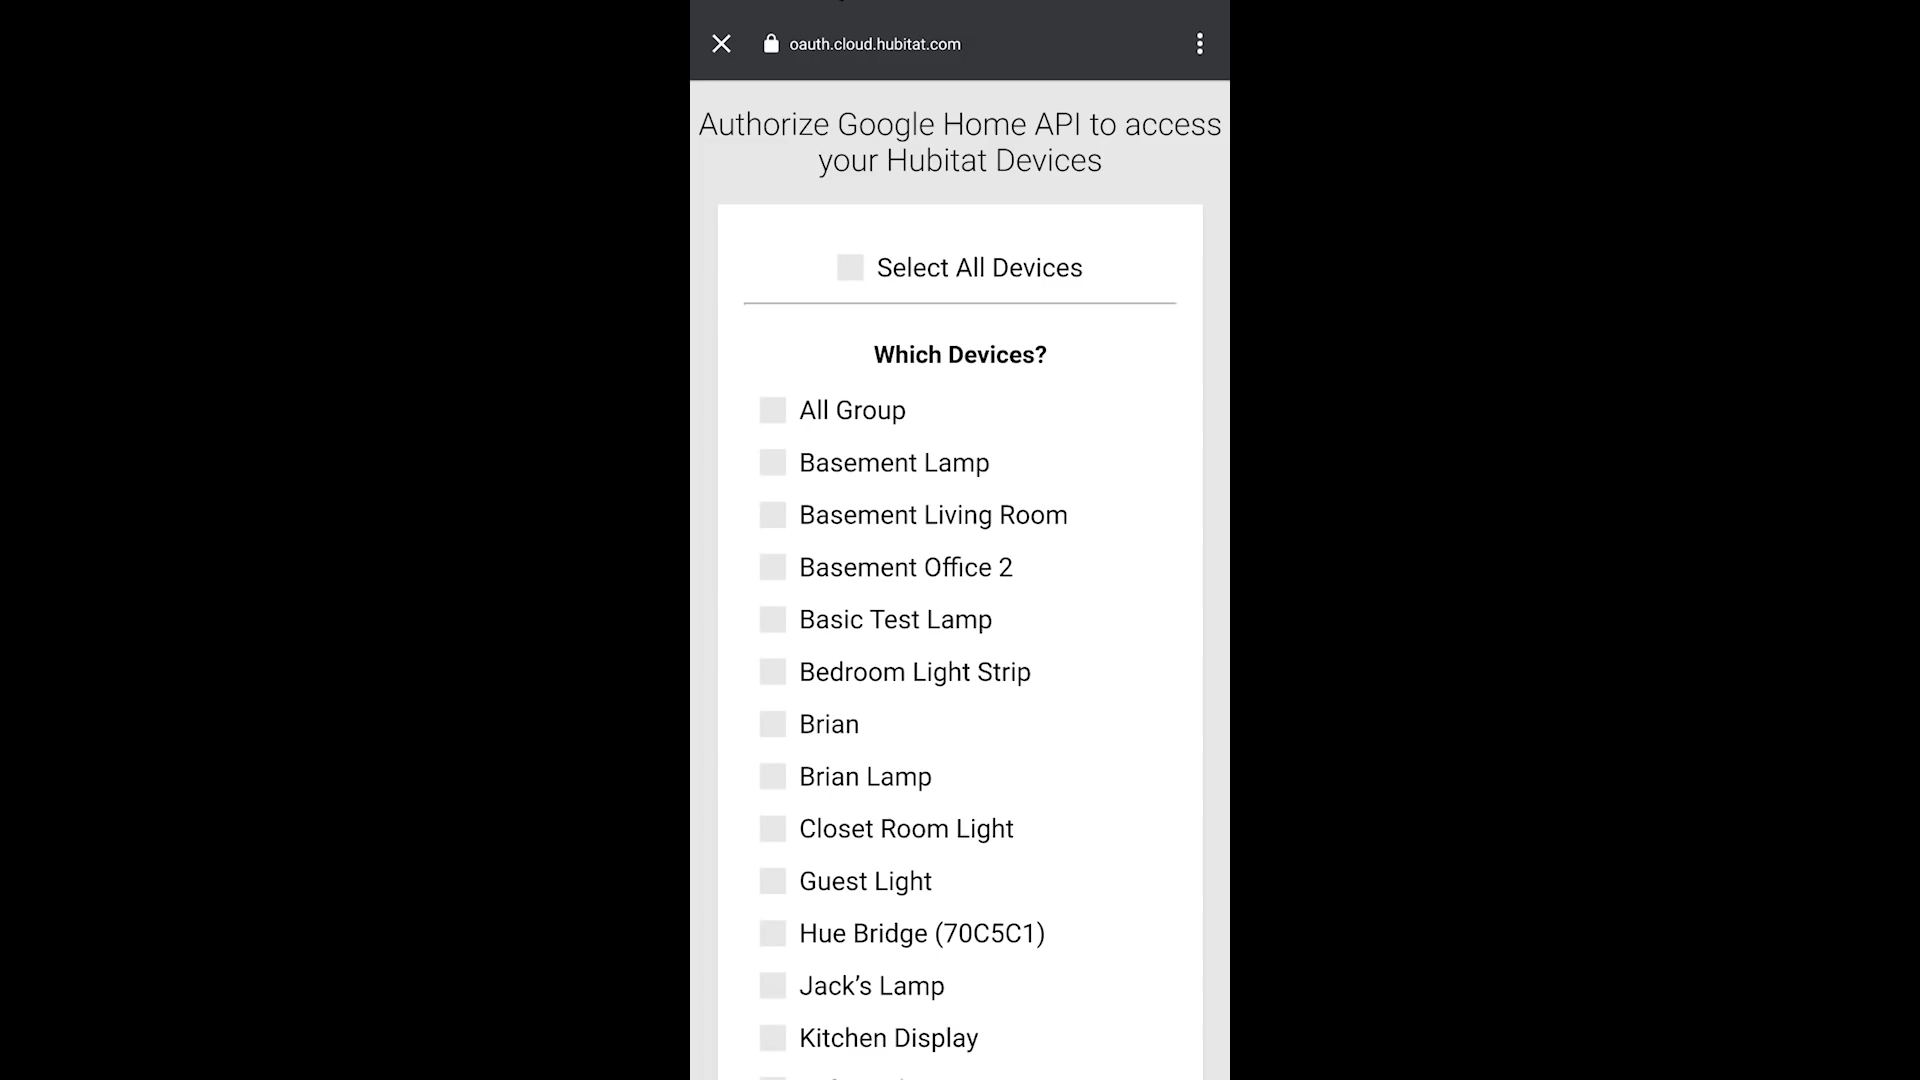 oauth.cloud.hubitat.com
Authorize Google Home API to access
your Hubitat Devices
Select All Devices
Which Devices?
All Group
Basement Lamp
Basement Living Room
Basement Office 2
Basic Test Lamp
Bedroom Light Strip
Brian
Brian Lamp
Closet Room Light
Guest Light
Hue Bridge (70C5C1)
Jack’s Lamp
Kitchen Display